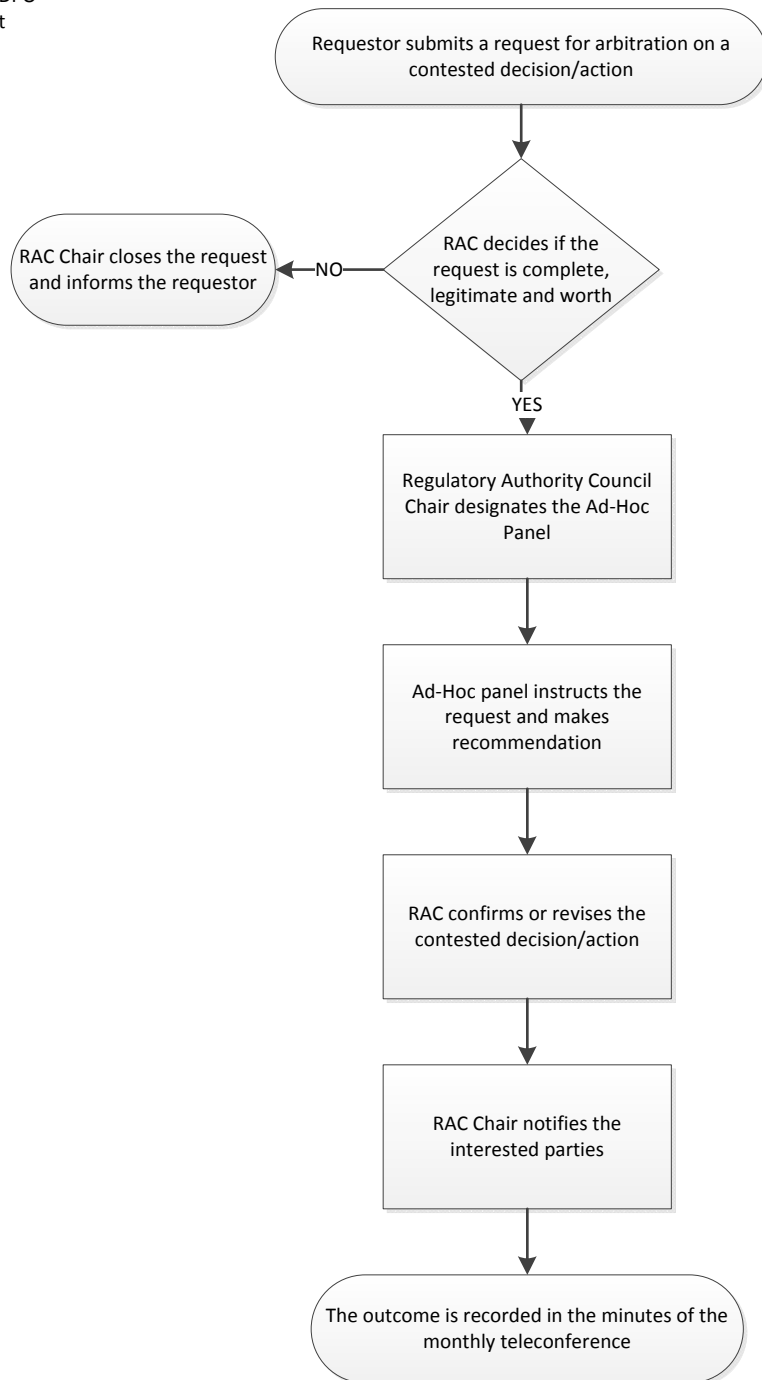 t
Requestor submits a request for arbitration on a
contested decision/action
RAC decides if the
request is complete,
legitimate and worth
NO
RAC Chair closes the request
and informs the requestor
YES
Regulatory Authority Council
Chair designates the Ad-Hoc
Panel
Ad-Hoc panel instructs the
request and makes
recommendation
RAC confirms or revises the
contested decision/action
RAC Chair notifies the
interested parties
The outcome is recorded in the minutes of the
monthly teleconference